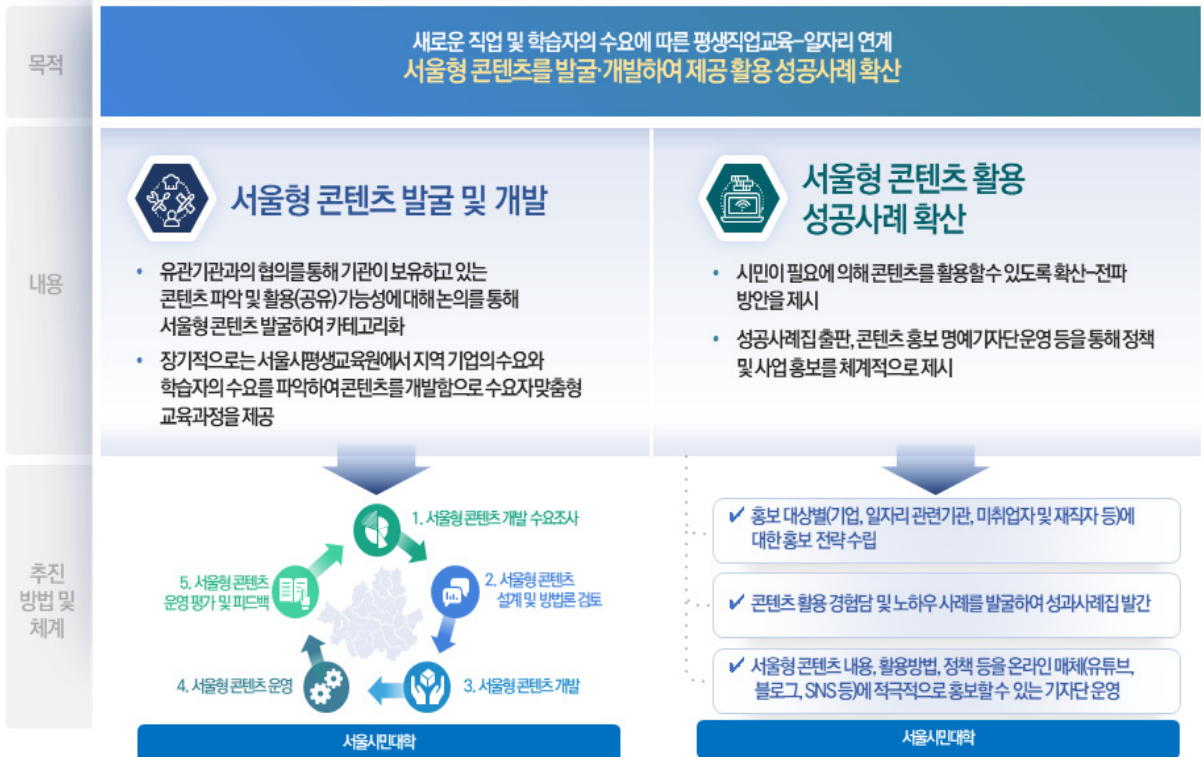 목적
새로운 직업 및 학습자의 수요에 따른 평생직업교육-일자리 연계
서울형 콘텐츠를 발굴·개발하여 제공 활용 성공사례 확산
내용
서울형 콘텐츠 발굴 및 개발
• 유관기관과의 협의를 통해 기관이 보유하고 있는
콘텐츠 파악 및 활용(공유) 가능성에 대해 논의를 통해
서울형 콘텐츠 발굴하여 카테고리화
• 장기적으로는 서울시평생교육원에서 지역 기업의 수요와
학습자의 수요를 파악하여 콘텐츠를 개발함으로 수요자 맞춤형
교육과정을 제공
서울형 콘텐츠 활용
성공사례 확산
• 시민이 필요에 의해 콘텐츠를 활용할 수 있도록 확산-전파
방안을 제시
• 성공사례집 출판, 콘텐츠 홍보 명예기자단 운영 등을 통해 정책
및 사업 홍보를 체계적으로 제시
추진
방법 및
체계
1. 서울형 콘텐츠 개발 수요조사
2. 서울형 콘텐츠
설계 및 방법론 검토
3. 서울형 콘텐츠 개발
4. 서울형 콘텐츠 운영
5. 서울형 콘텐츠
운영 평가 및 피드백
서울시민대학
✔ 홍보 대상별(기업, 일자리 관련기관, 미취업자 및 재직자 등)에
대한 홍보 전략 수립
✔ 콘텐츠 활용 경험담 및 노하우 사례를 발굴하여 성과사례집 발간
✔ 서울형 콘텐츠 내용, 활용방법, 정책 등을 온라인 매체(유튜브,
블로그, SNS 등)에 적극적으로 홍보할 수 있는 기자단 운영
서울시민대학